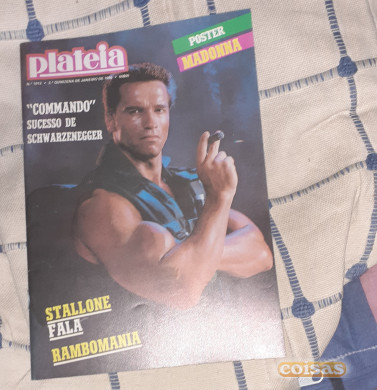 plateia
POSTER
MADONNA
"COMMANDO"
SUCESSO DE
SCHWARZENEGGER
STALLONE
FALA
RAMBOMANIA
coisas